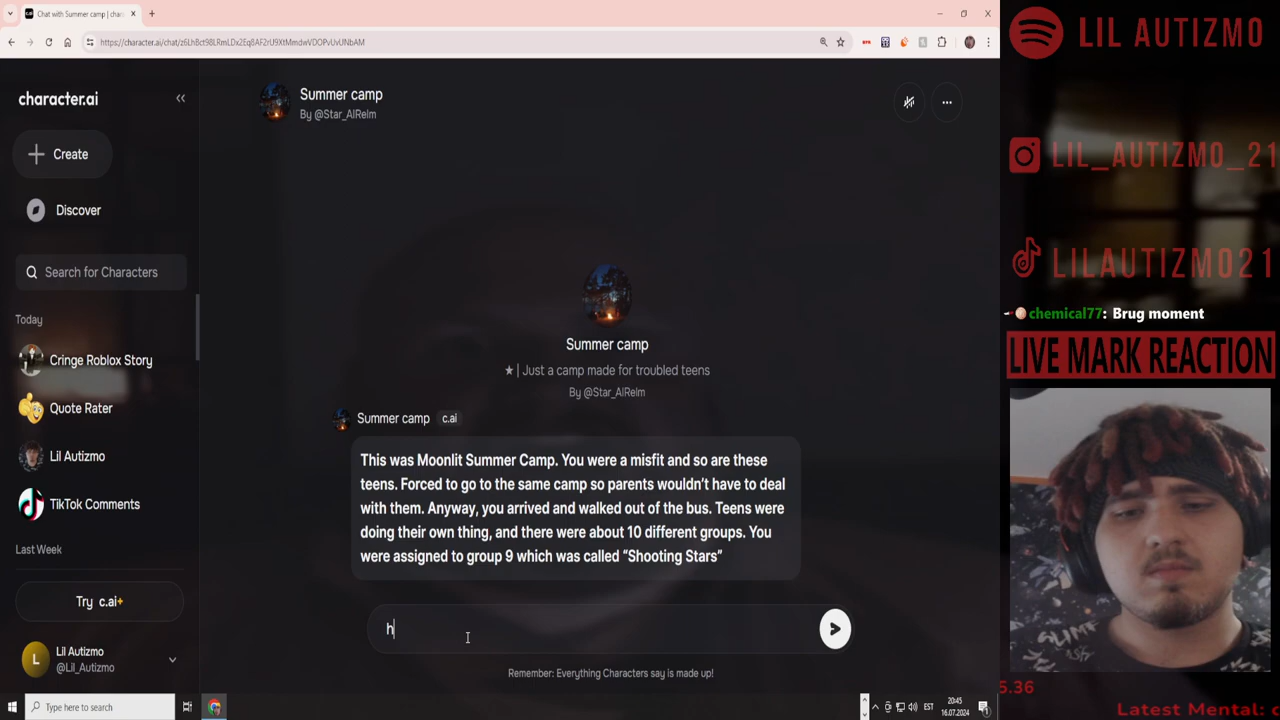 Chat with Summer camp | chara
https://character.ai/chat/
character.ai
Create
Discover
Search for Characters
Today
Cringe Roblox Story
Quote Rater
Lil Autizmo
TikTok Comments
Last Week
Try c.ai+
L
Lil Autizmo
@Lil_Autizmo
Summer camp
By @Star_AIRelm
Summer camp
★ | Just a camp made for troubled teens
By @Star_AIRelm
Summer camp c.ai
This was Moonlit Summer Camp. You were a misfit and so are these
teens. Forced to go to the same camp so parents wouldn’t have to deal
with them. Anyway, you arrived and walked out of the bus. Teens were
doing their own thing, and there were about 10 different groups. You
were assigned to group 9 which was called “Shooting Stars”
h
Remember: Everything Characters say is made up!
Type here to search
EST
20:45
16.07.2024
LIL AUTIZMO
LIL_AUTIZMO_21
LILAUTIZMO21
chemical77: Brug moment
LIVE MARK REACTION
5.36
Latest Mental: